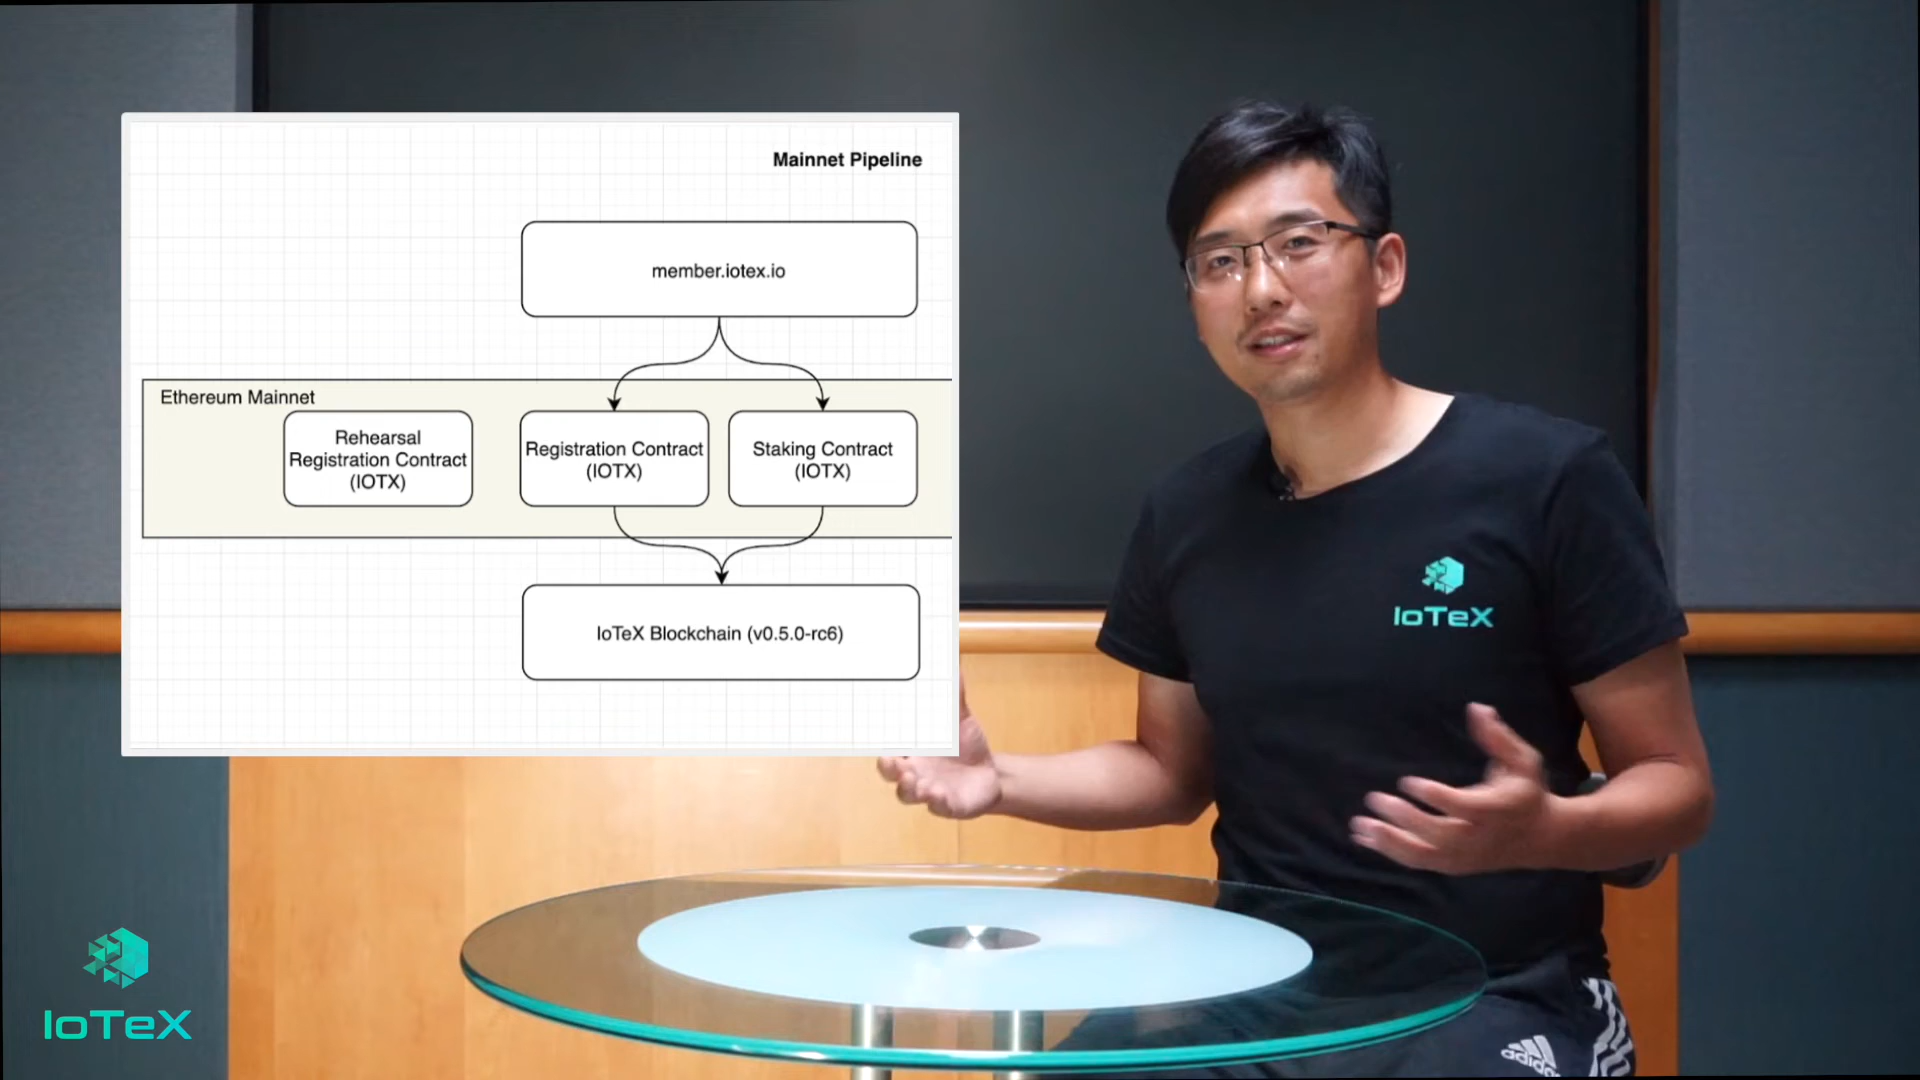 Mainnet Pipeline
member.iotex.io
Ethereum Mainnet
Rehearsal
Registration Contract
(IOTX)
Registration Contract
(IOTX)
Staking Contract
(IOTX)
IoTeX Blockchain (v0.5.0-rc6)
IoTeX
IoTeX
adidas